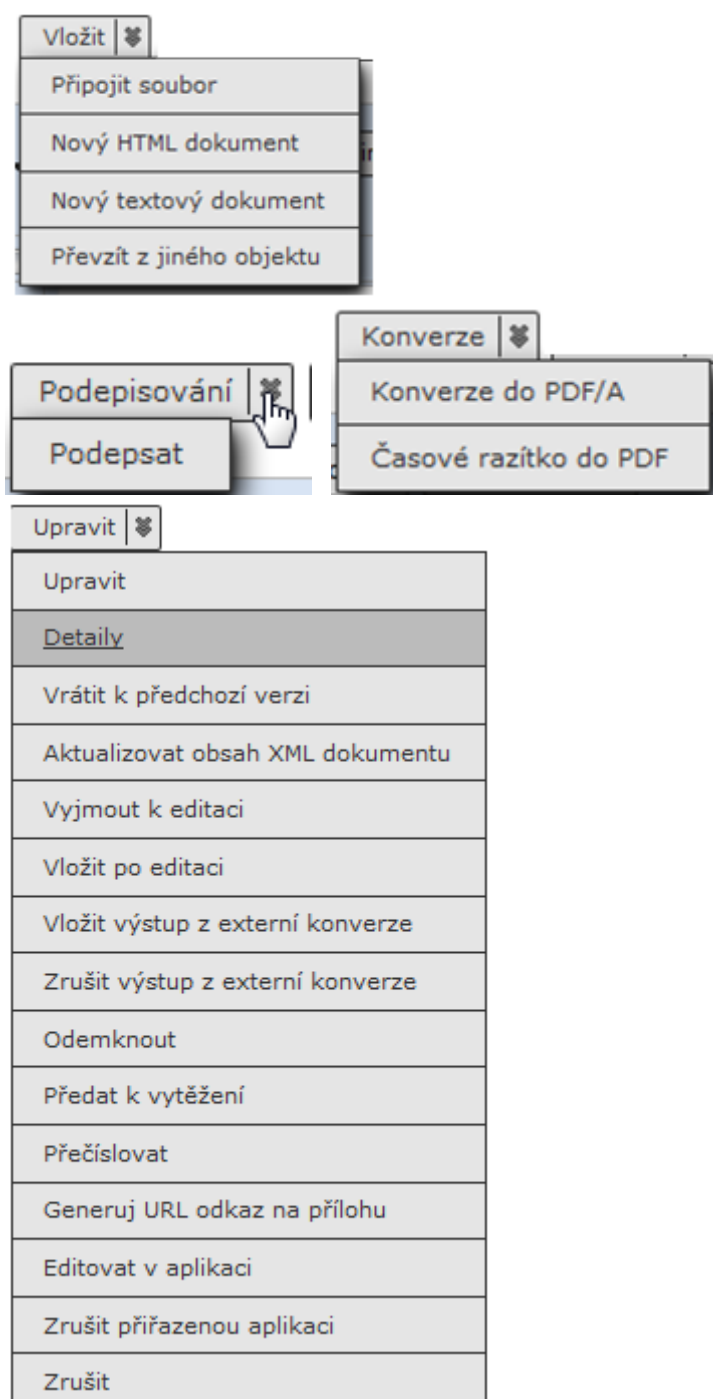 Vložit
Připojit soubor
Nový HTML dokument
Nový textový dokument
Převzít z jiného objektu
Podepisování
Podepsat
Konverze
Konverze do PDF/A
Časové razítko do PDF
Upravit
Upravit
Detaily
Vrátit k předchozí verzi
Aktualizovat obsah XML dokumentu
Vyjmout k editaci
Vložit po editaci
Vložit výstup z externí konverze
Zrušit výstup z externí konverze
Odemknout
Předat k vytěžení
Přečíslovat
Generuj URL odkaz na přílohu
Editovat v aplikaci
Zrušit přiřazenou aplikaci
Zrušit